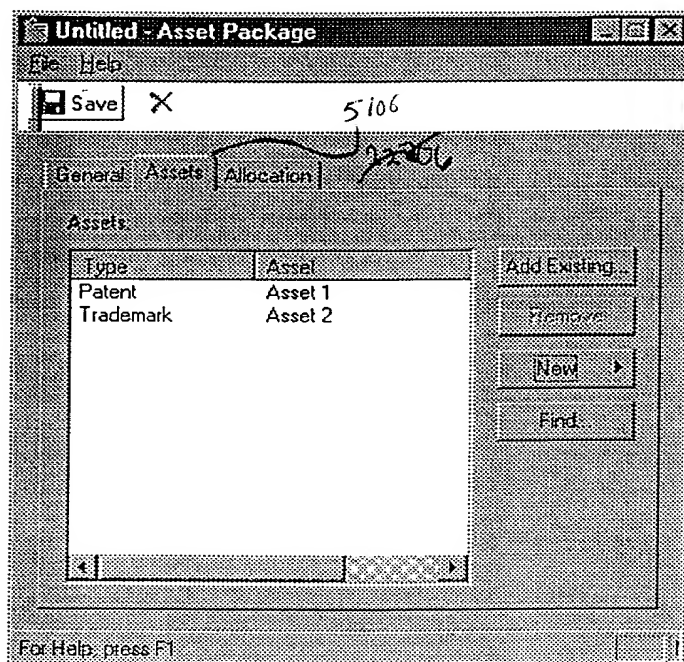 Untitled - Asset Package
File Help
Save
5106
General Assets Allocation
Assets:
Type Asset
Patent Asset 1
Trademark Asset 2
Add Existing...
Remove
New
Find...
For Help, press F1